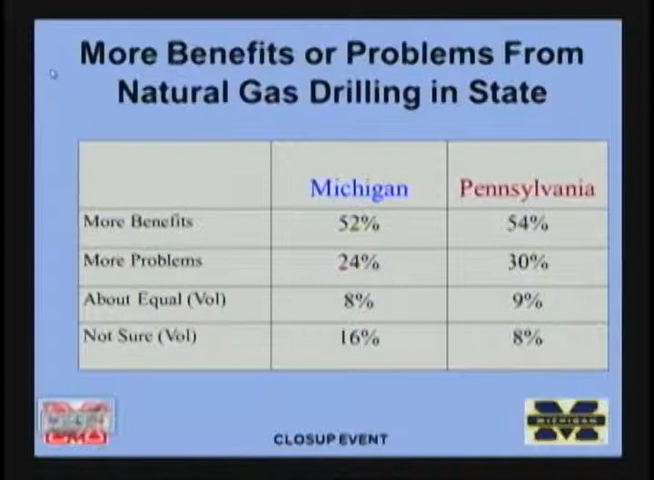 More Benefits or Problems From
Natural Gas Drilling in State
Michigan Pennsylvania
More Benefits 52% 54%
More Problems 24% 30%
About Equal (Vol) 8% 9%
Not Sure (Vol) 16% 8%
MICHIGAN
CLOSUP EVENT